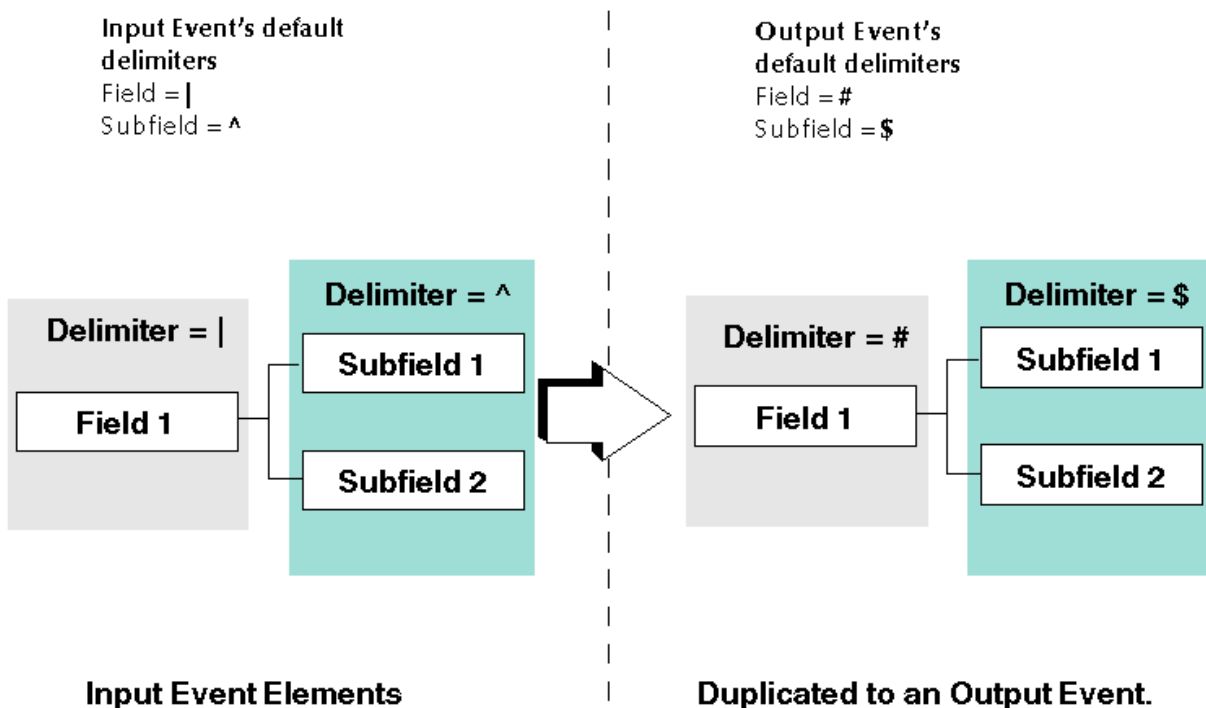 Input Event's default
delimiters
Field = |
Subfield = ^
Output Event's
default delimiters
Field = #
Subfield = $
Delimiter = |
Field 1
Delimiter = ^
Subfield 1
Subfield 2
Delimiter = #
Field 1
Delimiter = $
Subfield 1
Subfield 2
Input Event Elements
Duplicated to an Output Event.